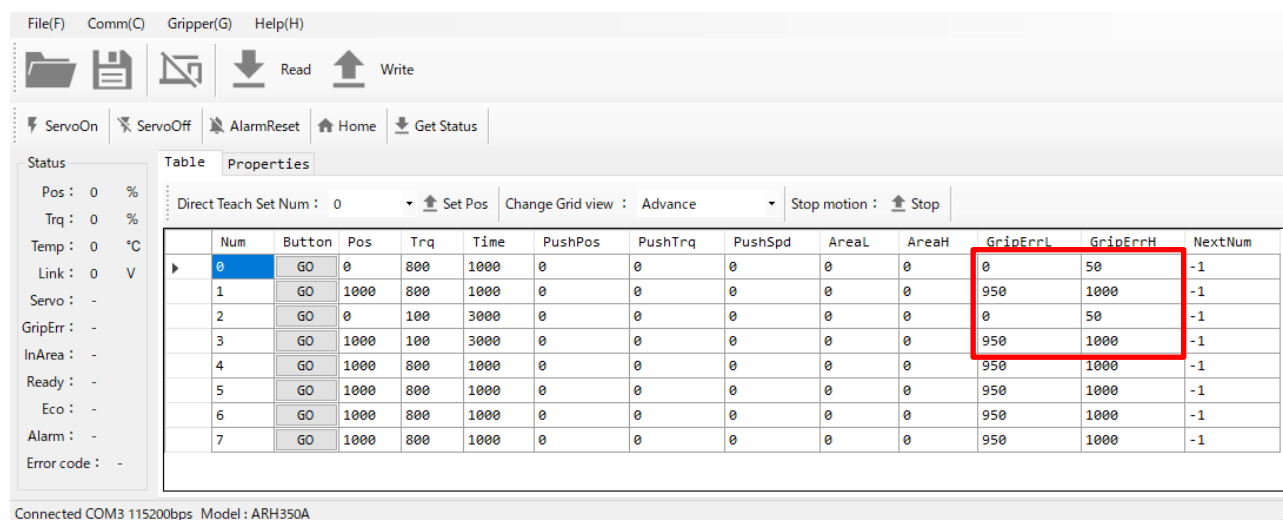 File(F) Comm(C) Gripper(G) Help(H)
Read Write
ServoOn ServoOff AlarmReset Home Get Status
Status
Pos： 0 %
Trq： 0 %
Temp： 0 °C
Link： 0 V
Servo： -
GripErr： -
InArea： -
Ready： -
Eco： -
Alarm： -
Error code： -
Table Properties
Direct Teach Set Num： 0 Set Pos Change Grid view： Advance Stop motion： Stop
Num Button Pos Trq Time PushPos PushTrq PushSpd AreaL AreaH GripErrL GripErrH NextNum
0 GO 0 800 1000 0 0 0 0 0 0 50 -1
1 GO 1000 800 1000 0 0 0 0 0 950 1000 -1
2 GO 0 100 3000 0 0 0 0 0 0 50 -1
3 GO 1000 100 3000 0 0 0 0 0 950 1000 -1
4 GO 1000 800 1000 0 0 0 0 0 950 1000 -1
5 GO 1000 800 1000 0 0 0 0 0 950 1000 -1
6 GO 1000 800 1000 0 0 0 0 0 950 1000 -1
7 GO 1000 800 1000 0 0 0 0 0 950 1000 -1
Connected COM3 115200bps Model : ARH350A